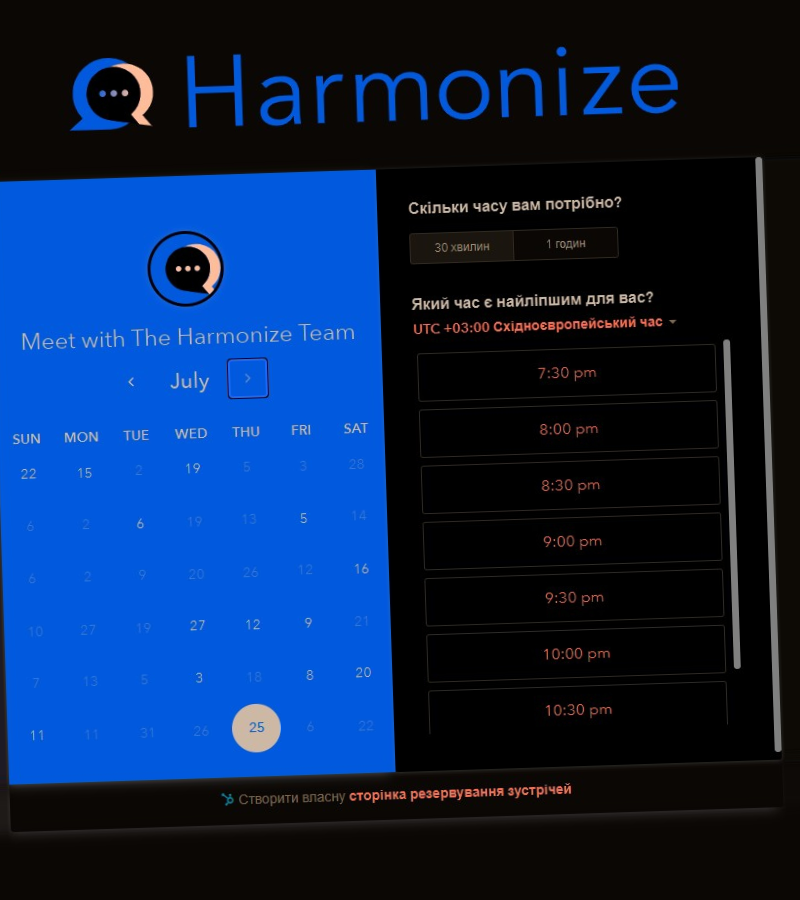 Harmonize
Meet with The Harmonize Team
July
SUN MON TUE WED THU FRI SAT
22 15 2 19 5 3 28
6 2 6 19 13 5 14
6 2 9 20 26 12 16
10 27 19 27 12 9 21
7 13 5 3 18 8 20
11 11 31 26 25 6 22
Скільки часу вам потрібно?
30 хвилин 1 годин
Який час є найліпшим для вас?
UTC +03:00 Східноєвропейський час
7:30 pm
8:00 pm
8:30 pm
9:00 pm
9:30 pm
10:00 pm
10:30 pm
Створити власну сторінка резервування зустрічей